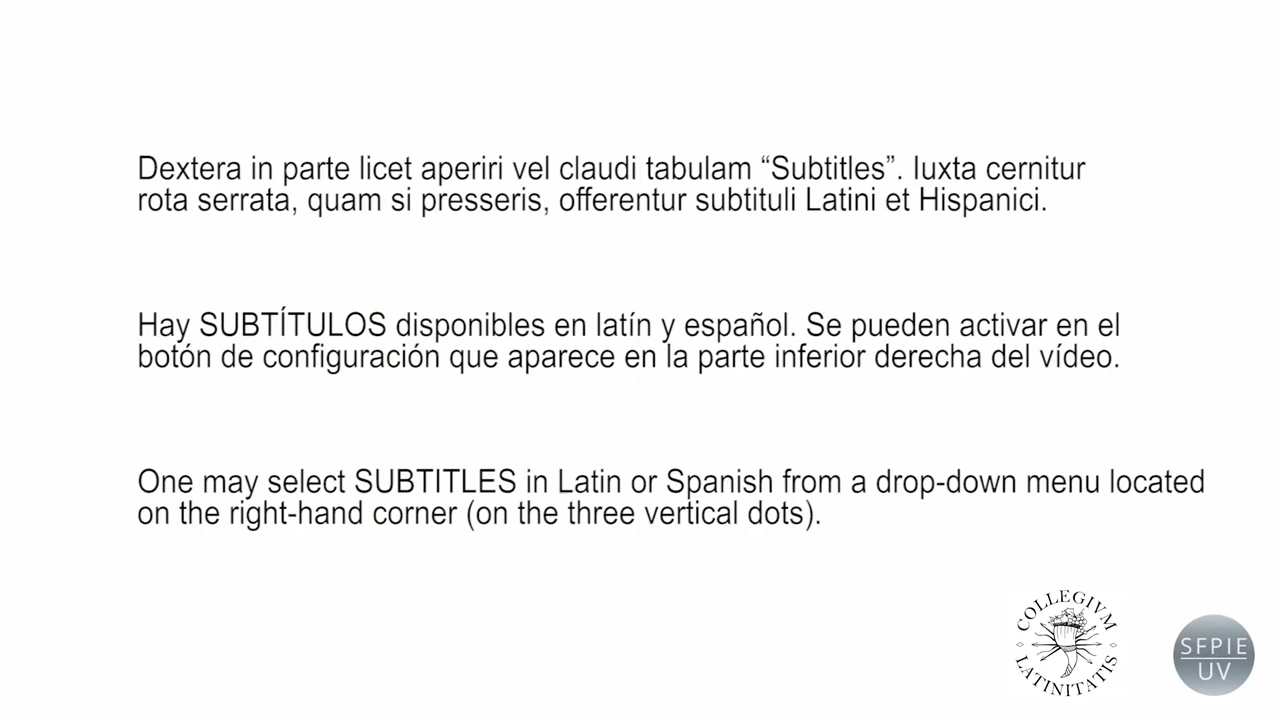 Dextera in parte licet aperiri vel claudi tabulam “Subtitles”. Iuxta cernitur
rota serrata, quam si presseris, offerentur subtituli Latini et Hispanici.
Hay SUBTÍTULOS disponibles en latín y español. Se pueden activar en el
botón de configuración que aparece en la parte inferior derecha del vídeo.
One may select SUBTITLES in Latin or Spanish from a drop-down menu located
on the right-hand corner (on the three vertical dots).
COLLEGIVM
LATINITATIS
SFPIE
UV